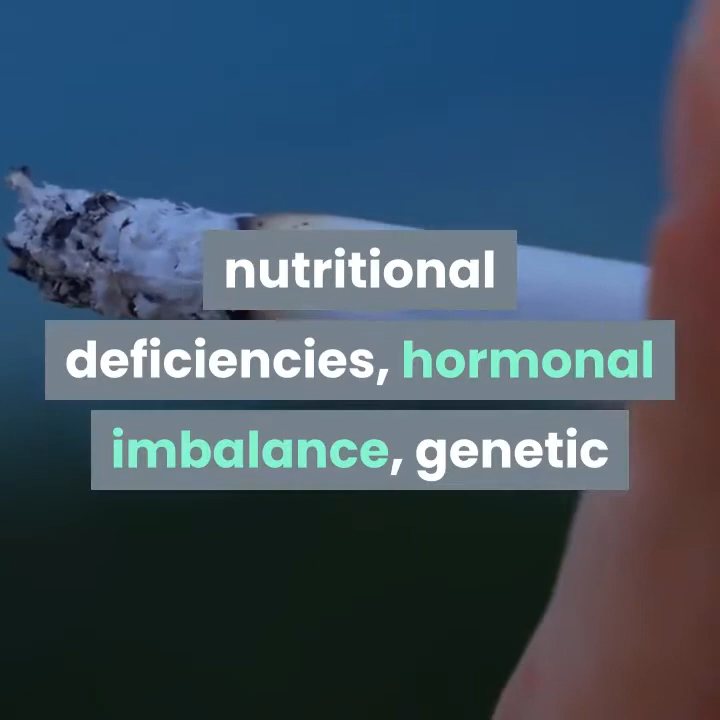 nutritional
deficiencies, hormonal
imbalance, genetic